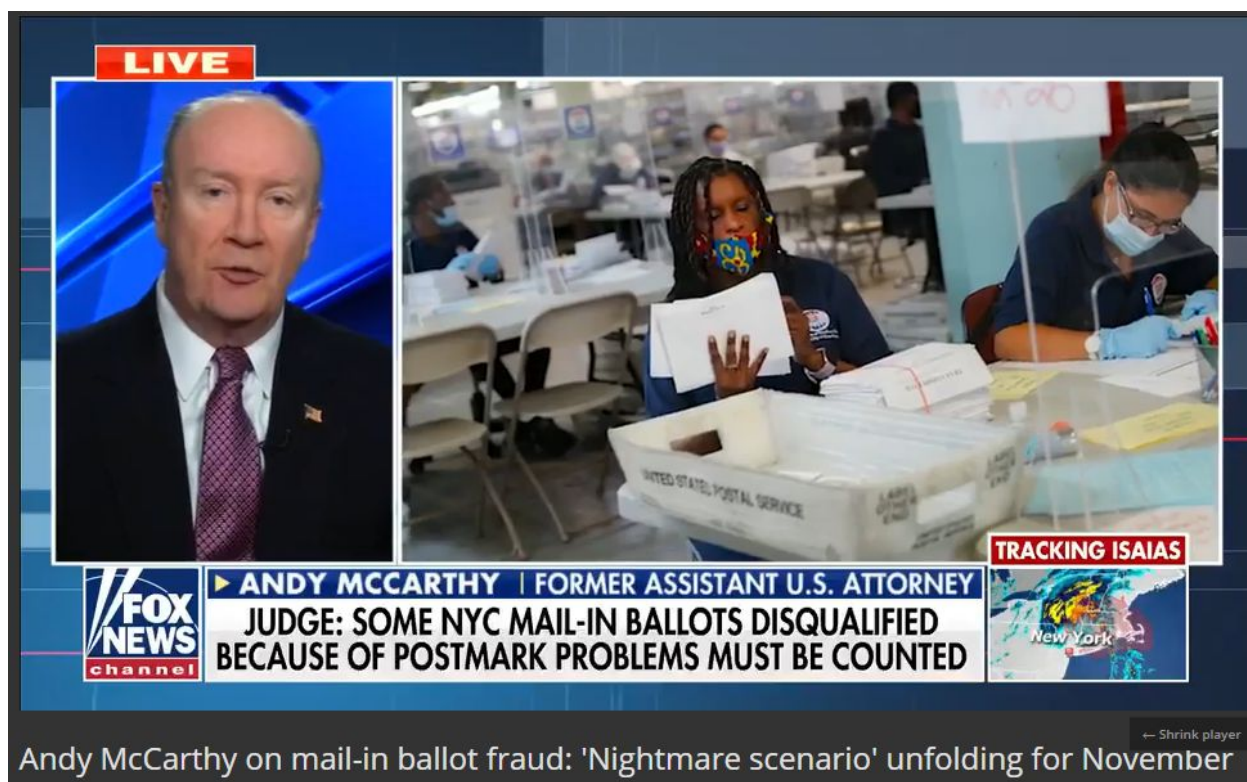 LIVE
UNITED STATES POSTAL SERVICE
TRACKING ISAIAS
New York
FOX
NEWS
channel
ANDY MCCARTHY | FORMER ASSISTANT U.S. ATTORNEY
JUDGE: SOME NYC MAIL-IN BALLOTS DISQUALIFIED
BECAUSE OF POSTMARK PROBLEMS MUST BE COUNTED
← Shrink player
Andy McCarthy on mail-in ballot fraud: 'Nightmare scenario' unfolding for November